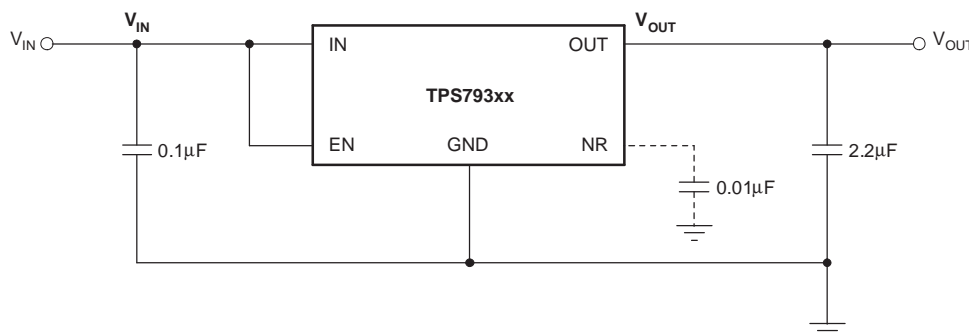 V_IN
V_IN
V_OUT
IN
OUT
V_OUT
TPS793xx
EN
GND
NR
0.1μF
2.2μF
0.01μF